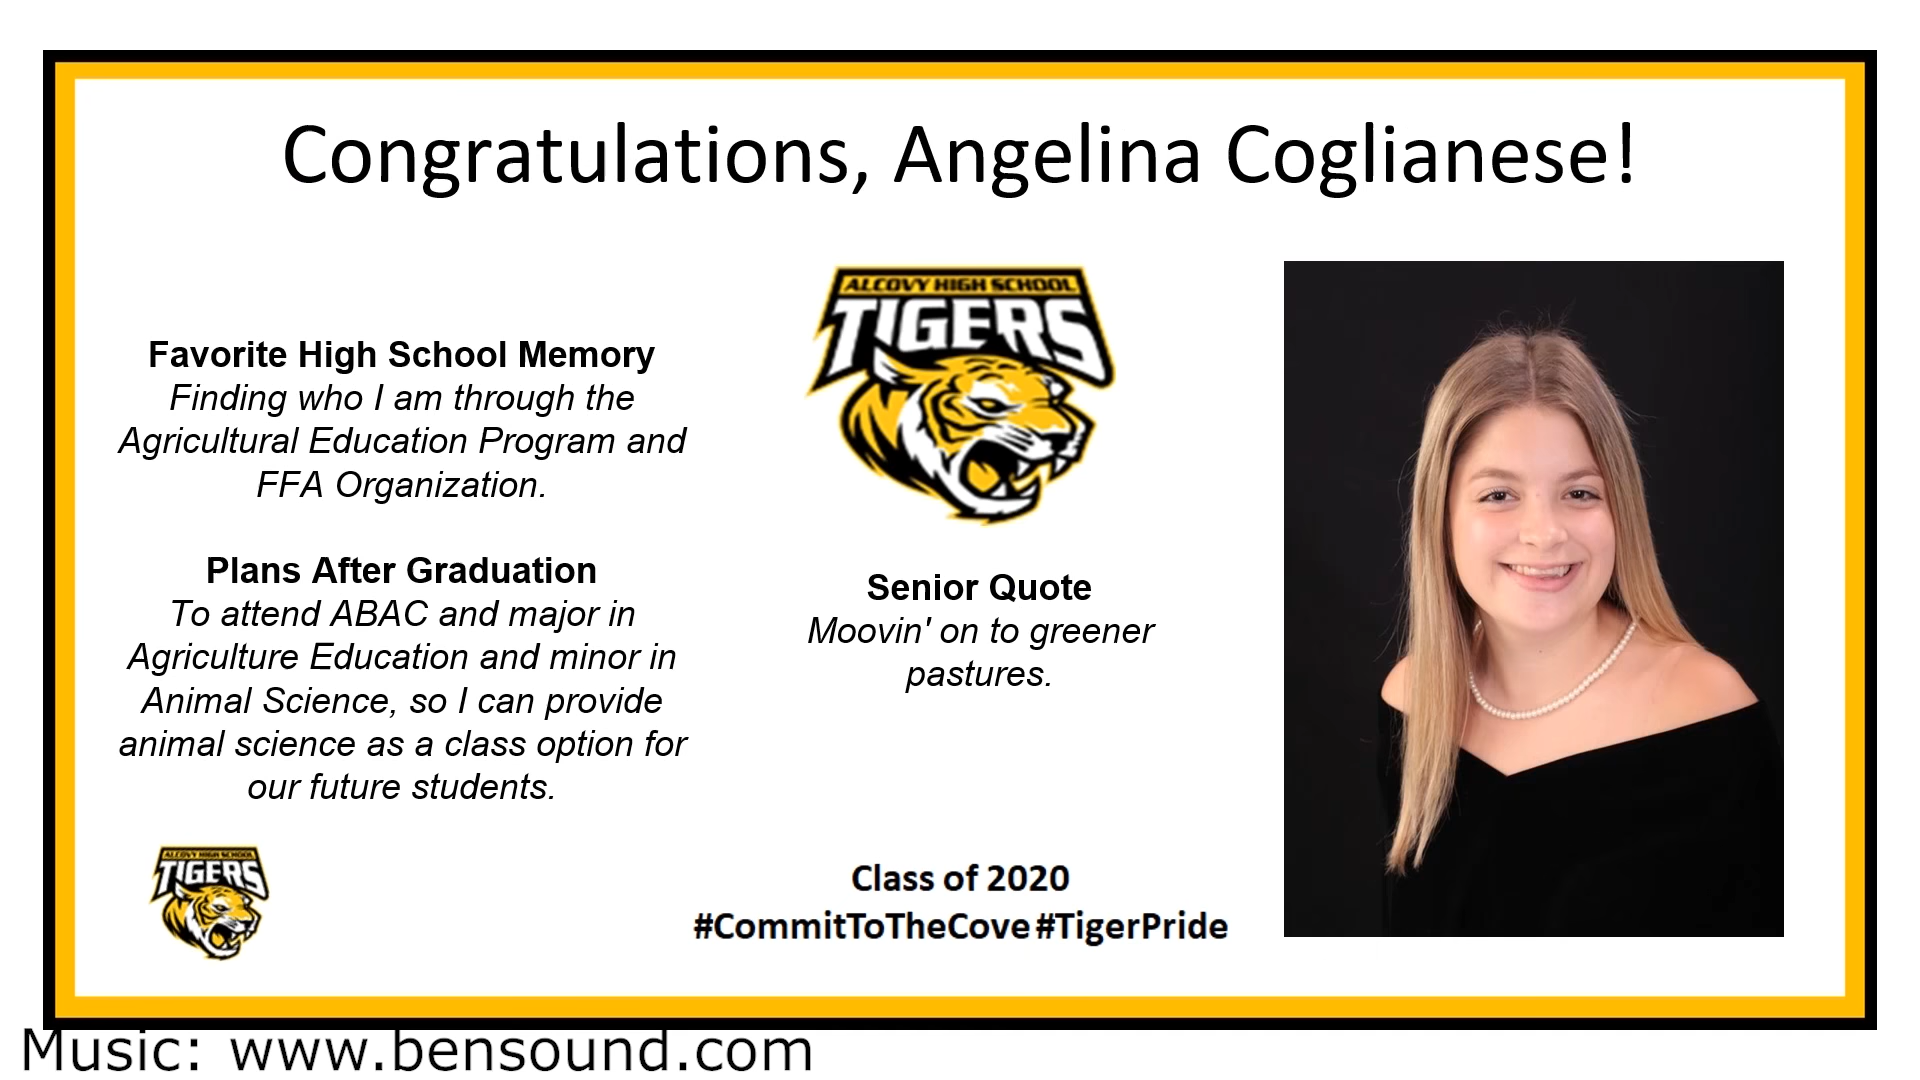 Congratulations, Angelina Coglianese!
Favorite High School Memory
Finding who I am through the
Agricultural Education Program and
FFA Organization.
Plans After Graduation
To attend ABAC and major in
Agriculture Education and minor in
Animal Science, so I can provide
animal science as a class option for
our future students.
ALCOVY HIGH SCHOOL
TIGERS
Senior Quote
Moovin' on to greener
pastures.
ALCOVY HIGH SCHOOL
TIGERS
Class of 2020
#CommitToTheCove #TigerPride
Music: www.bensound.com